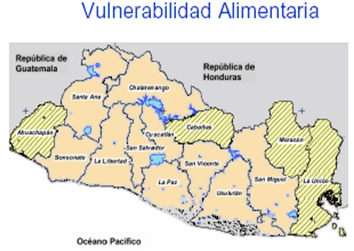 Vulnerabilidad Alimentaria
República de
Guatemala
República de
Honduras
Chalatenango
Santa Ana
Ahuachapán
Cabañas
Cuscatlán
Morazán
San Salvador
Sonsonate
La Libertad
San Vicente
La Paz
San Miguel
La Unión
Usulután
Océano Pacífico